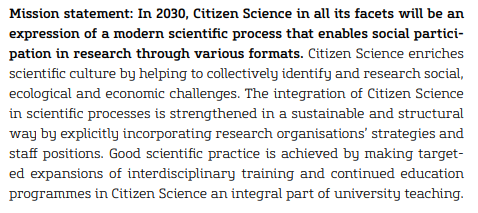 Mission statement: In 2030, Citizen Science in all its facets will be an
expression of a modern scientific process that enables social partici-
pation in research through various formats. Citizen Science enriches
scientific culture by helping to collectively identify and research social,
ecological and economic challenges. The integration of Citizen Science
in scientific processes is strengthened in a sustainable and structural
way by explicitly incorporating research organisations' strategies and
staff positions. Good scientific practice is achieved by making target-
ed expansions of interdisciplinary training and continued education
programmes in Citizen Science an integral part of university teaching.